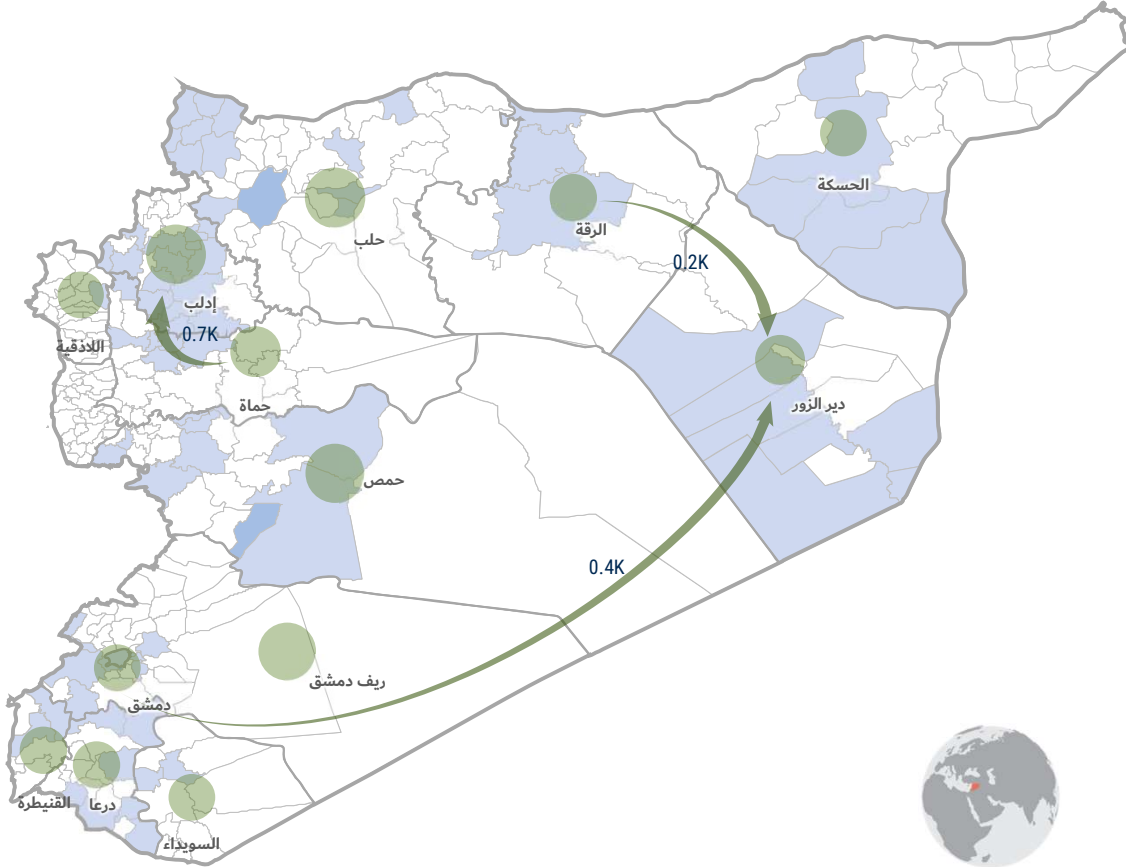 الحسكة
حلب
الرقة
0.2K
إدلب
0.7K
اللاذقية
حماة
دير الزور
حمص
0.4K
ريف دمشق
دمشق
القنيطرة
درعا
السويداء